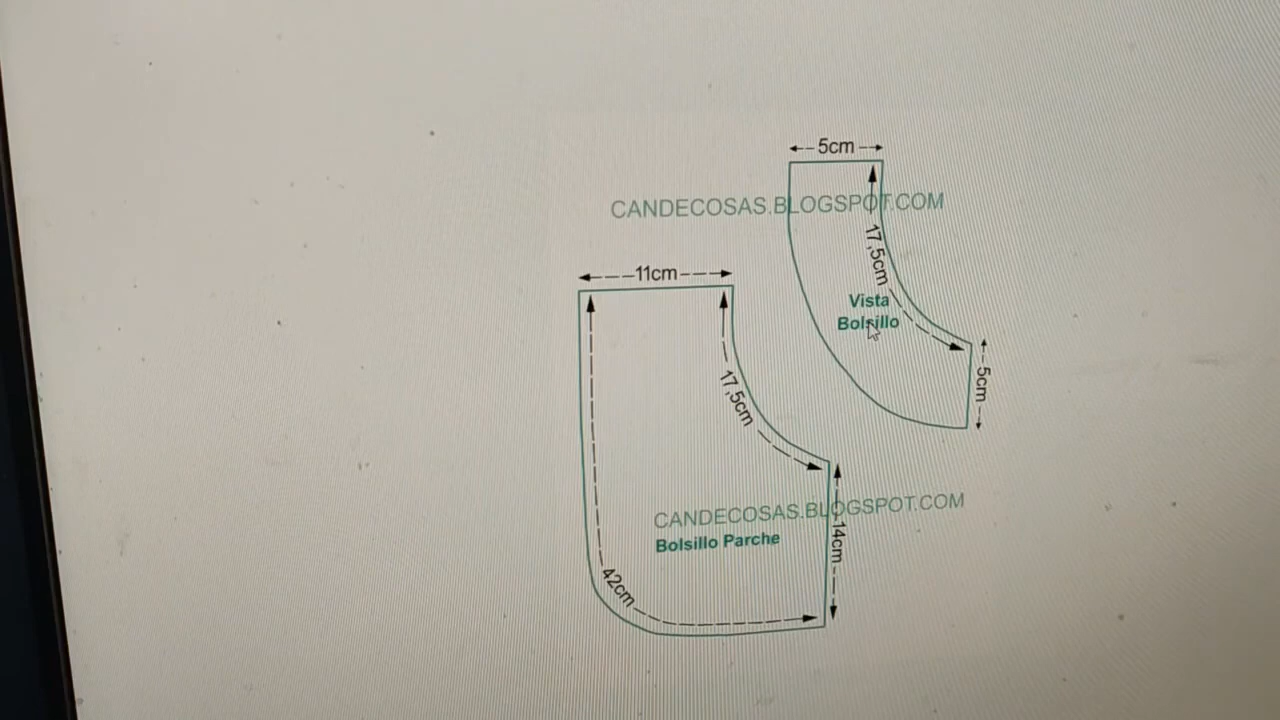 5cm
CANDECOSAS.BLOGSPOT.COM
17,5cm
Vista
Bolsillo
5cm
11cm
17,5cm
CANDECOSAS.BLOGSPOT.COM
Bolsillo Parche
14cm
42cm